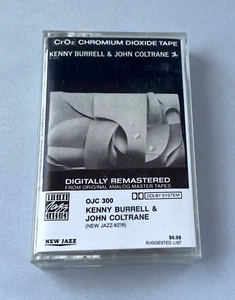 CrO2 CHROMIUM DIOXIDE TAPE
KENNY BURRELL & JOHN COLTRANE
DIGITALLY REMASTERED
FROM ORIGINAL ANALOG MASTER TAPES
ORIGINAL
Jazz
CLASSICS
OJC 300
DOLBY SYSTEM
KENNY BURRELL &
JOHN COLTRANE
(NEW JAZZ-8276)
NEW JAZZ
$6.98
SUGGESTED LIST